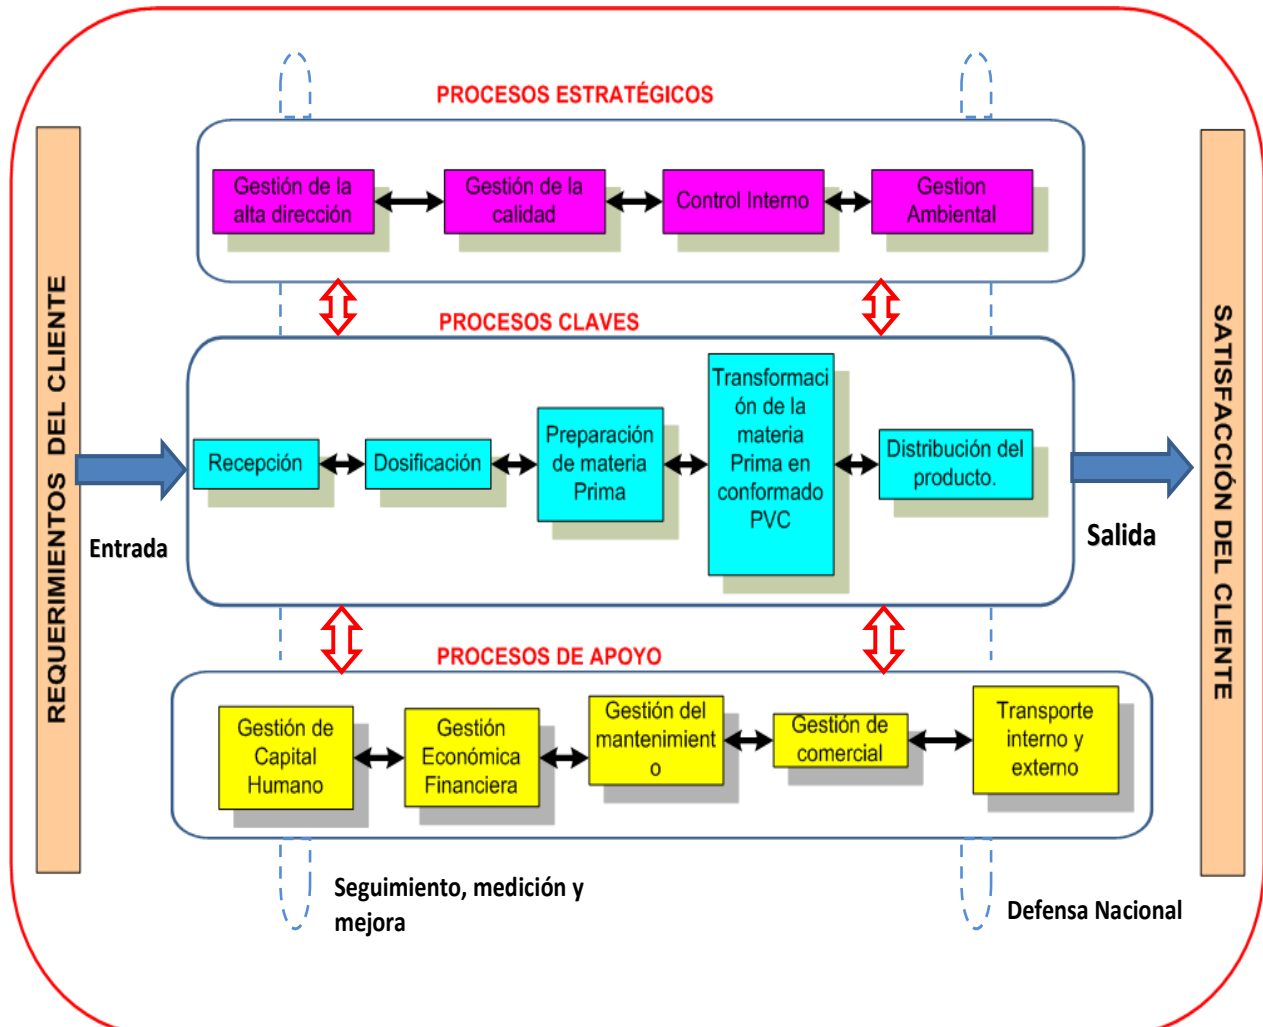 PROCESOS ESTRATÉGICOS
Gestión de la
alta dirección
Gestión de la
calidad
Control Interno
Gestion
Ambiental
REQUERIMIENTOS DEL CLIENTE
PROCESOS CLAVES
Entrada
Recepción
Dosificación
Preparación
de materia
Prima
Transformaci
ón de la
materia
Prima en
conformado
PVC
Distribución del
producto.
Salida
SATISFACCIÓN DEL CLIENTE
PROCESOS DE APOYO
Gestión de
Capital
Humano
Gestión
Económica
Financiera
Gestión del
mantenimient
o
Gestión de
comercial
Transporte
interno y
externo
Seguimiento, medición y
mejora
Defensa Nacional